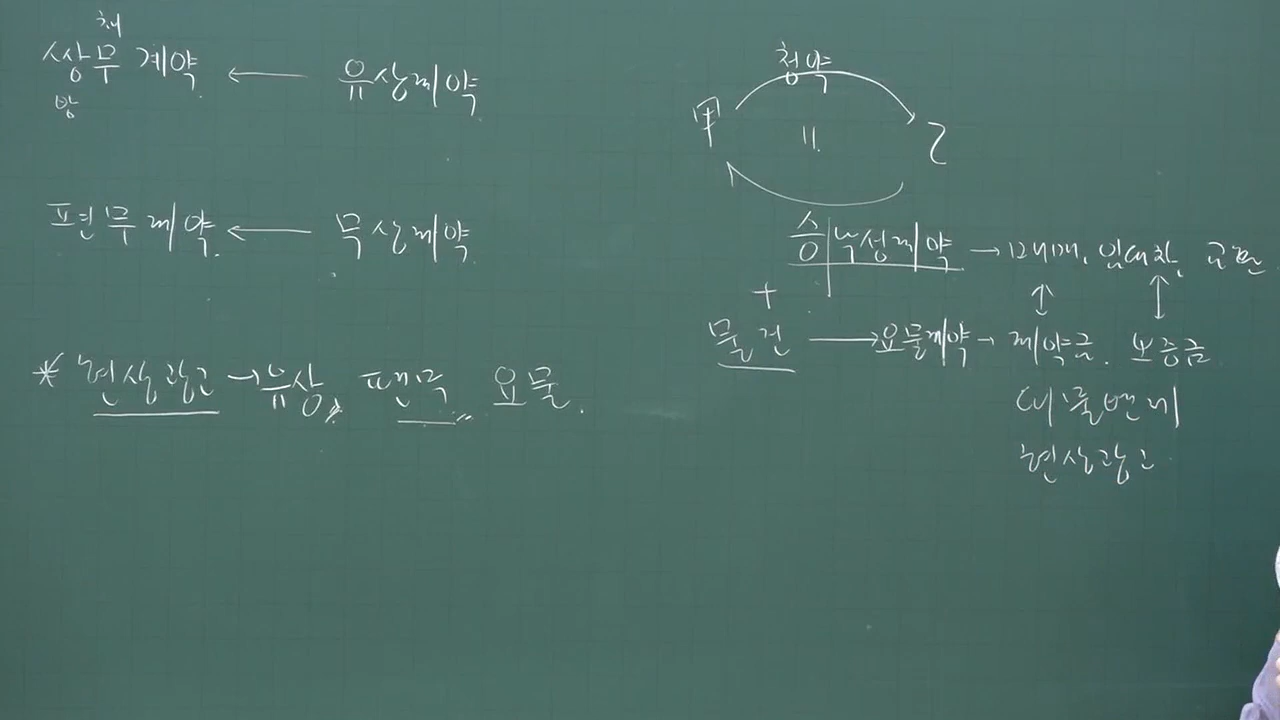 채
쌍무 계약 ← 유상계약
방
편무계약 ← 무상계약
* 현상광고 → 유상, 편무, 요물.
청약
甲 || 乙
승낙성계약 → 매매, 임대차, 교환
+
물건 → 요물계약 → 계약금. 보증금
대물변제
현상광고